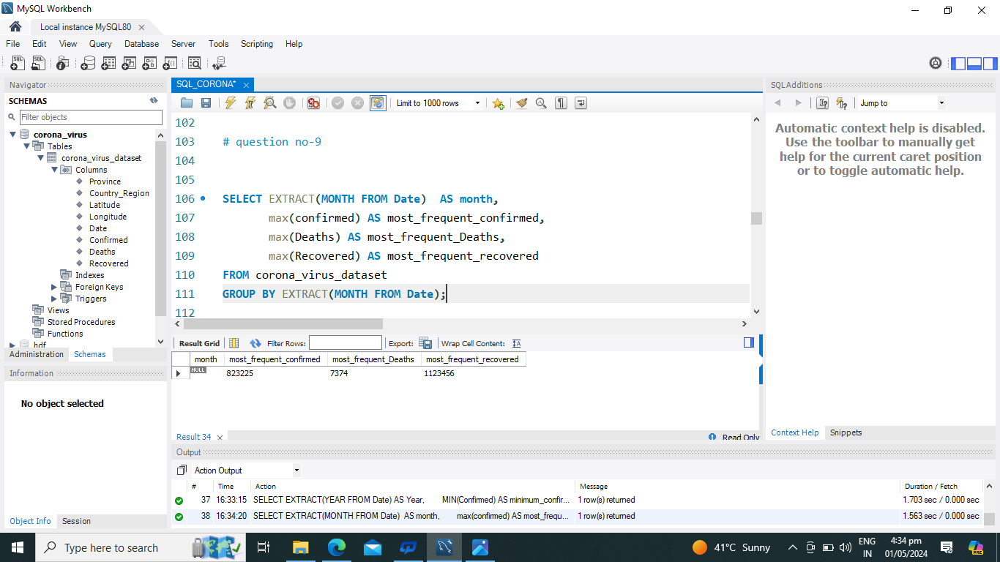 MySQL Workbench
Local instance MySQL80
File Edit View Query Database Server Tools Scripting Help
Navigator
SCHEMAS
Filter objects
corona_virus
Tables
corona_virus_dataset
Columns
Province
Country_Region
Latitude
Longitude
Date
Confirmed
Deaths
Recovered
Indexes
Foreign Keys
Triggers
Views
Stored Procedures
Functions
hdf
Administration Schemas
Information
No object selected
Object Info Session
SQL_CORONA*
Limit to 1000 rows
102
103 # question no-9
104
105
106 SELECT EXTRACT(MONTH FROM Date)  AS month,
107 max(confirmed) AS most_frequent_confirmed,
108 max(Deaths) AS most_frequent_Deaths,
109 max(Recovered) AS most_frequent_recovered
110 FROM corona_virus_dataset
111 GROUP BY EXTRACT(MONTH FROM Date);
112
Result Grid Filter Rows: Export: Wrap Cell Content:
month most_frequent_confirmed most_frequent_Deaths most_frequent_recovered
NULL 823225 7374 1123456
Result 34 Read Only
SQLAdditions
Jump to
Automatic context help is disabled.
Use the toolbar to manually get
help for the current caret position
or to toggle automatic help.
Context Help Snippets
Output
Action Output
# Time Action Message Duration / Fetch
37 16:33:15 SELECT EXTRACT(YEAR FROM Date) AS Year, MIN(Confirmed) AS minimum_confir... 1 row(s) returned 1.703 sec / 0.000 sec
38 16:34:20 SELECT EXTRACT(MONTH FROM Date) AS month, max(confirmed) AS most_frequ... 1 row(s) returned 1.563 sec / 0.000 sec
Type here to search
41°C Sunny
ENG
IN
4:34 pm
01/05/2024
PRE